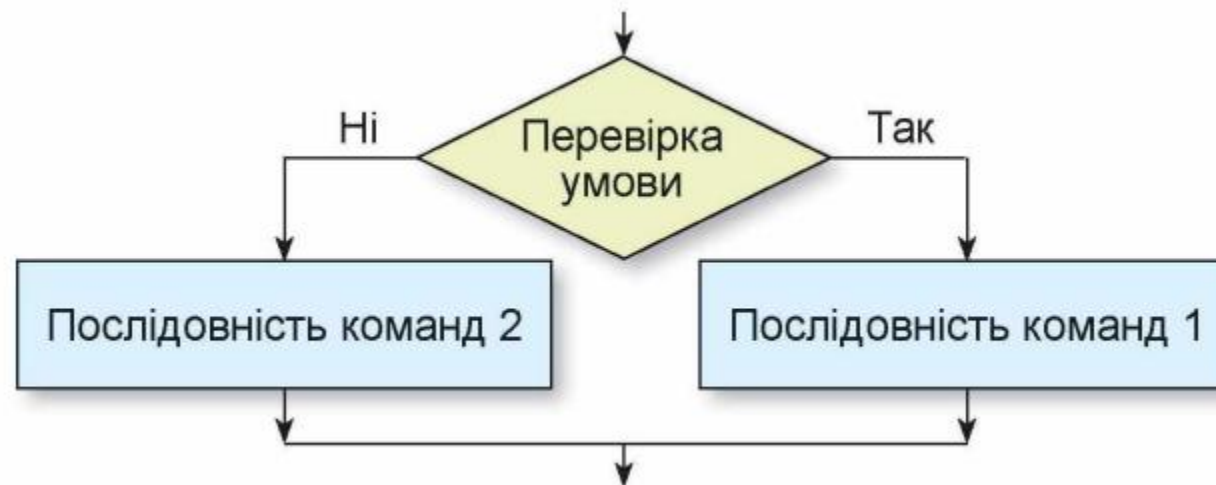 Ні
Перевірка
умови
Так
Послідовність команд 2
Послідовність команд 1